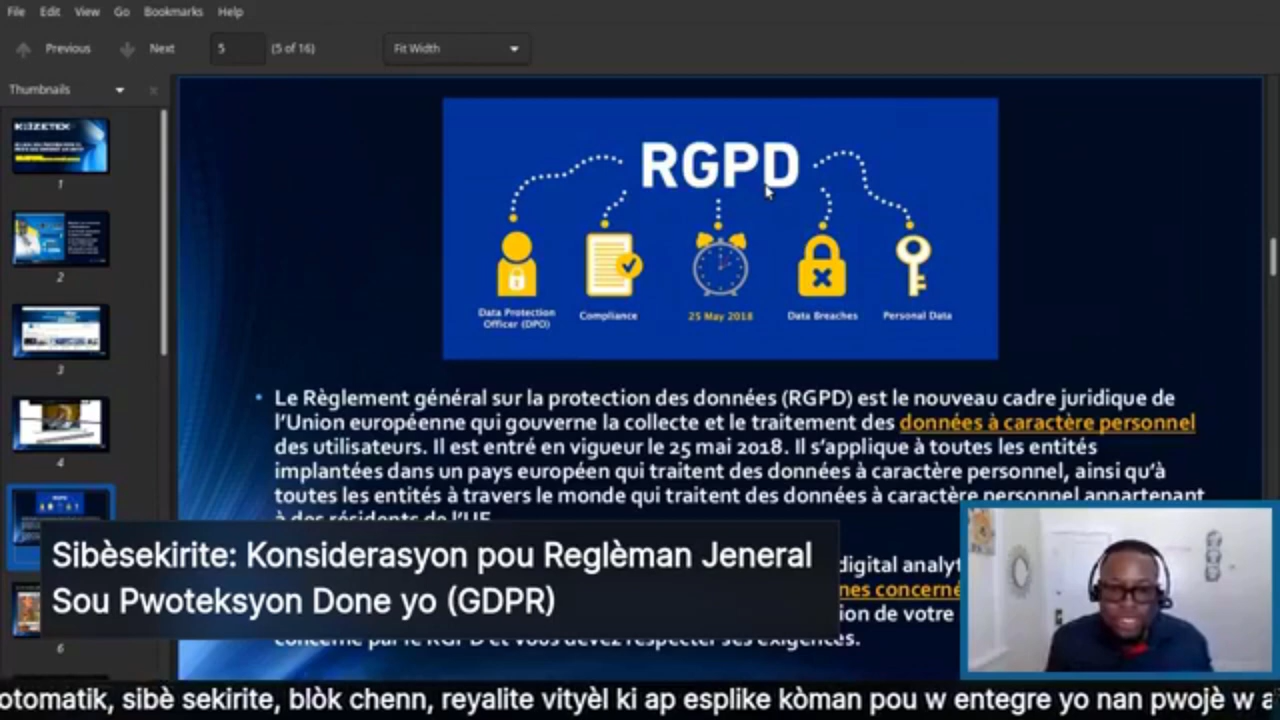 File Edit View Go Bookmarks Help
Previous Next 5 (5 of 16) Fit Width
Thumbnails
1
2
3
4
6
RGPD
Data Protection Officer (DPO)
Compliance
25 May 2018
Data Breaches
Personal Data
• Le Règlement général sur la protection des données (RGPD) est le nouveau cadre juridique de
l'Union européenne qui gouverne la collecte et le traitement des données à caractère personnel
des utilisateurs. Il est entré en vigueur le 25 mai 2018. Il s'applique à toutes les entités
implantées dans un pays européen qui traitent des données à caractère personnel, ainsi qu'à
toutes les entités à travers le monde qui traitent des données à caractère personnel appartenant
à des résidents de l'UE
digital analyt
nes concerné
ion de votre
concerné par le RGPD et vous devez respecter ses exigences.
Sibèsekirite: Konsiderasyon pou Reglèman Jeneral
Sou Pwoteksyon Done yo (GDPR)
otomatik, sibè sekirite, blòk chenn, reyalite vityèl ki ap esplike kòman pou w entegre yo nan pwojè w a